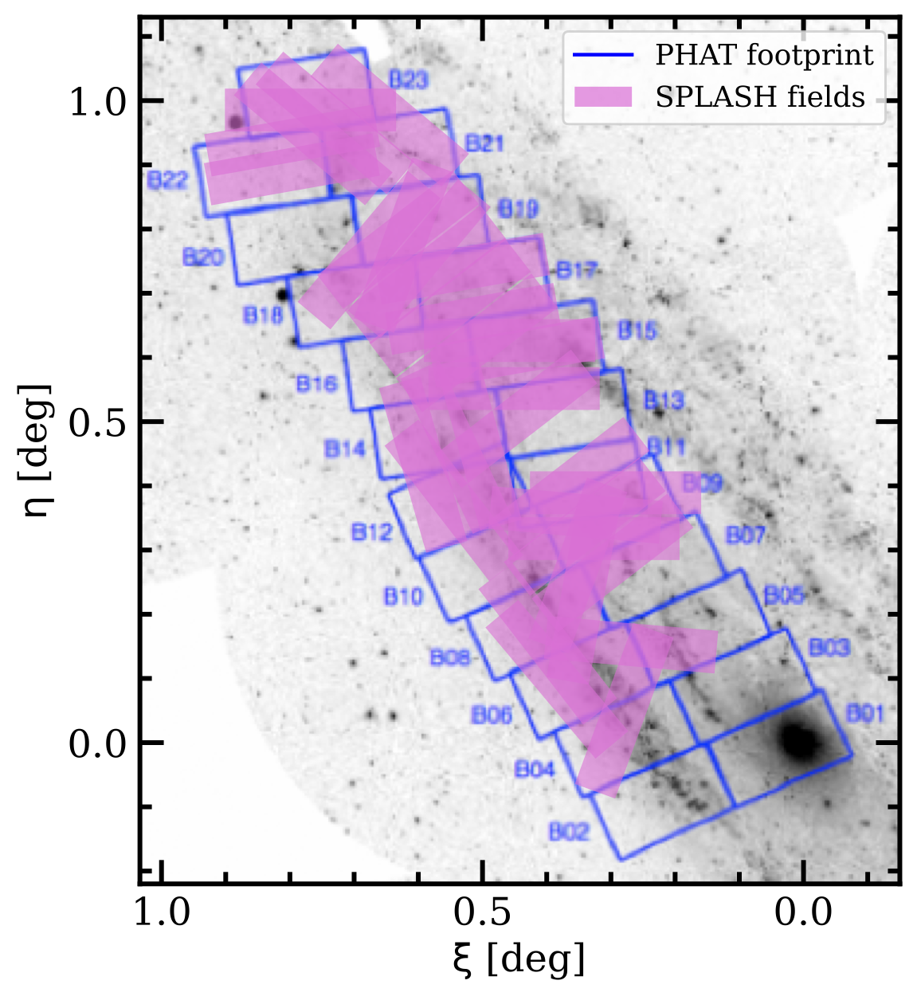 PHAT footprint
SPLASH fields
B23
B21
B22
B19
B20
B17
B18
B15
B16
B13
B14
B11
B09
B12
B07
B10
B05
B08
B03
B06
B01
B04
B02
1.0
0.5
0.0
η [deg]
1.0 0.5 0.0
ξ [deg]